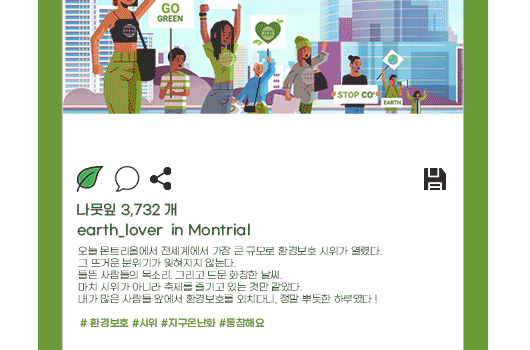 GO
GREEN
STOP CO²
EARTH
나뭇잎 3,732 개
earth_lover in Montrial
오늘 몬트리올에서 전세계에서 가장 큰 규모로 환경보호 시위가 열렸다.
그 뜨거운 분위기가 잊혀지지 않는다.
들뜬 사람들의 목소리, 그리고 드문 화창한 날씨.
마치 시위가 아니라 축제를 즐기고 있는 것만 같았다.
내가 많은 사람들 앞에서 환경보호를 외치다니, 정말 뿌듯한 하루였다 !
# 환경보호 #시위 #지구온난화 #동참해요